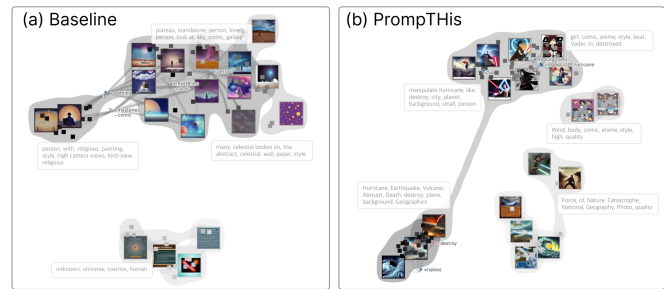 (a) Baseline
plateau, standalone, person, lonely,
person, look at, sky, comic, galaxy
person, with, religious, painting,
style, high camera views, bird-view,
religious
many, celestial bodies on, the,
abstract, celestial, wall, paper, style
unknown, universe, cosmos, human
(b) PrompTHis
girl, comic, anime, style, beat,
Vader, in, destroyed
manipulate hurricane, like,
destroy, city, planet,
background, small, person
Wind, body, comic, anime, style,
high, quality
Hurricane, Earthquake, Volcano
Abrrupt, Death, destroy, plane,
background, Geographics
Force, of, Nature, Catastrophe,
National, Geography, Photo, quality
destroy